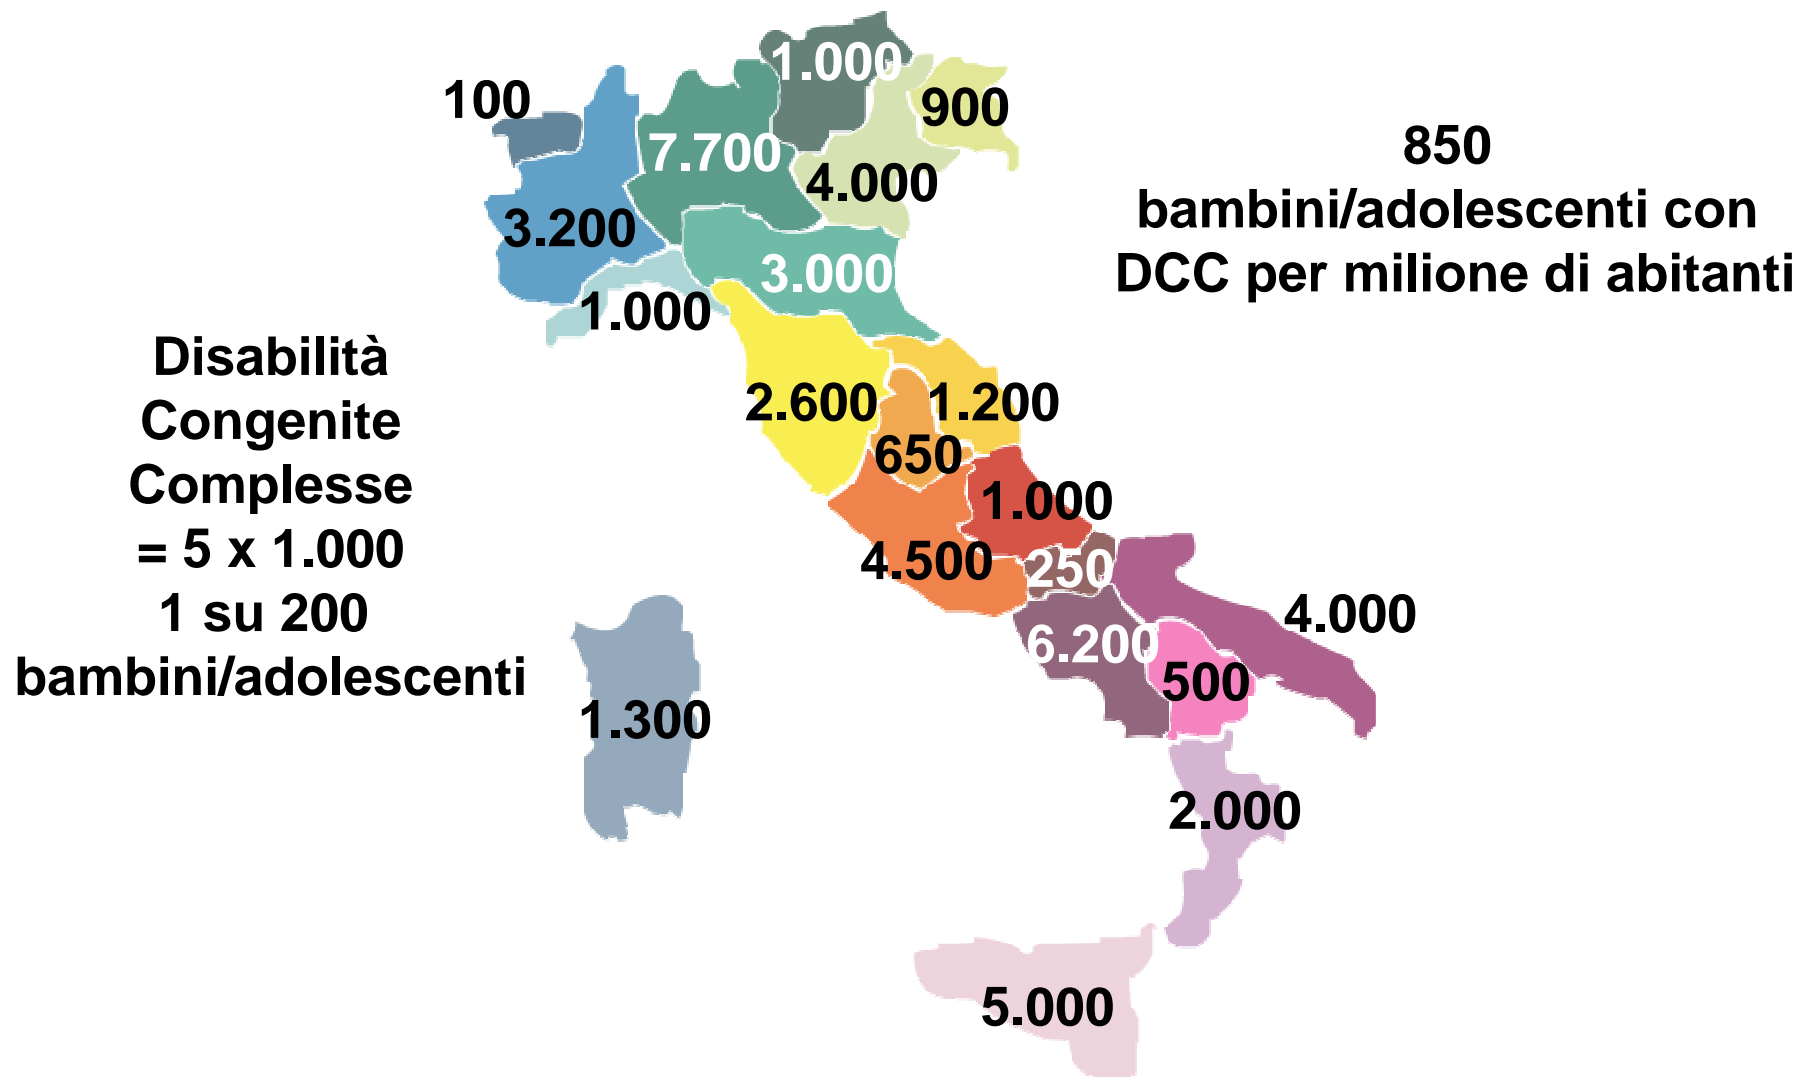 1.000
100
900
7.700
4.000
3.200
3.000
1.000
850
bambini/adolescenti con
DCC per milione di abitanti
Disabilità
Congenite
Complesse
= 5 x 1.000
1 su 200
bambini/adolescenti
2.600
1.200
650
1.000
4.500
250
4.000
6.200
500
1.300
2.000
5.000